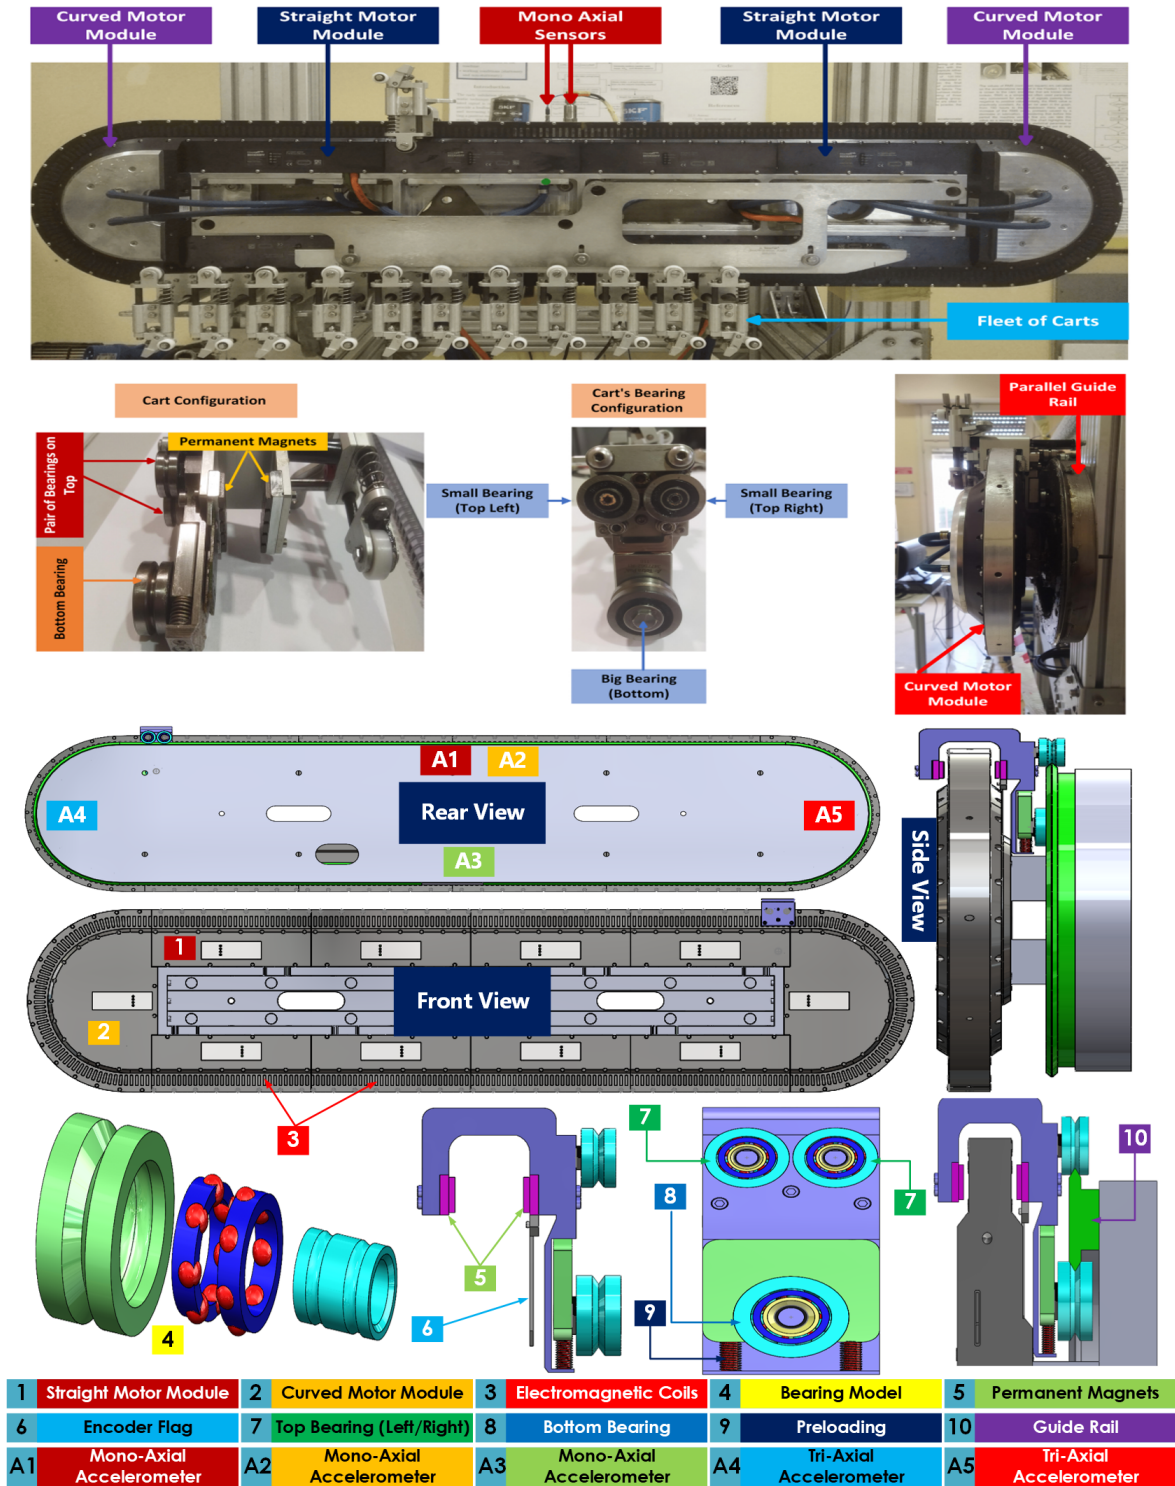 Curved Motor
Module
Straight Motor
Module
Mono Axial
Sensors
Straight Motor
Module
Curved Motor
Module
Fleet of Carts
Cart Configuration
Cart's Bearing
Configuration
Parallel Guide
Rail
Pair of Bearings on
Top
Permanent Magnets
Small Bearing
(Top Left)
Small Bearing
(Top Right)
Bottom Bearing
Big Bearing
(Bottom)
Curved Motor
Module
A1
A2
A4
Rear View
A5
A3
Side View
1
Front View
2
3
7
10
8
7
5
6
9
4
1 Straight Motor Module 2 Curved Motor Module 3 Electromagnetic Coils 4 Bearing Model 5 Permanent Magnets
6 Encoder Flag 7 Top Bearing (Left/Right) 8 Bottom Bearing 9 Preloading 10 Guide Rail
A1 Mono-Axial Accelerometer A2 Mono-Axial Accelerometer A3 Mono-Axial Accelerometer A4 Tri-Axial Accelerometer A5 Tri-Axial Accelerometer